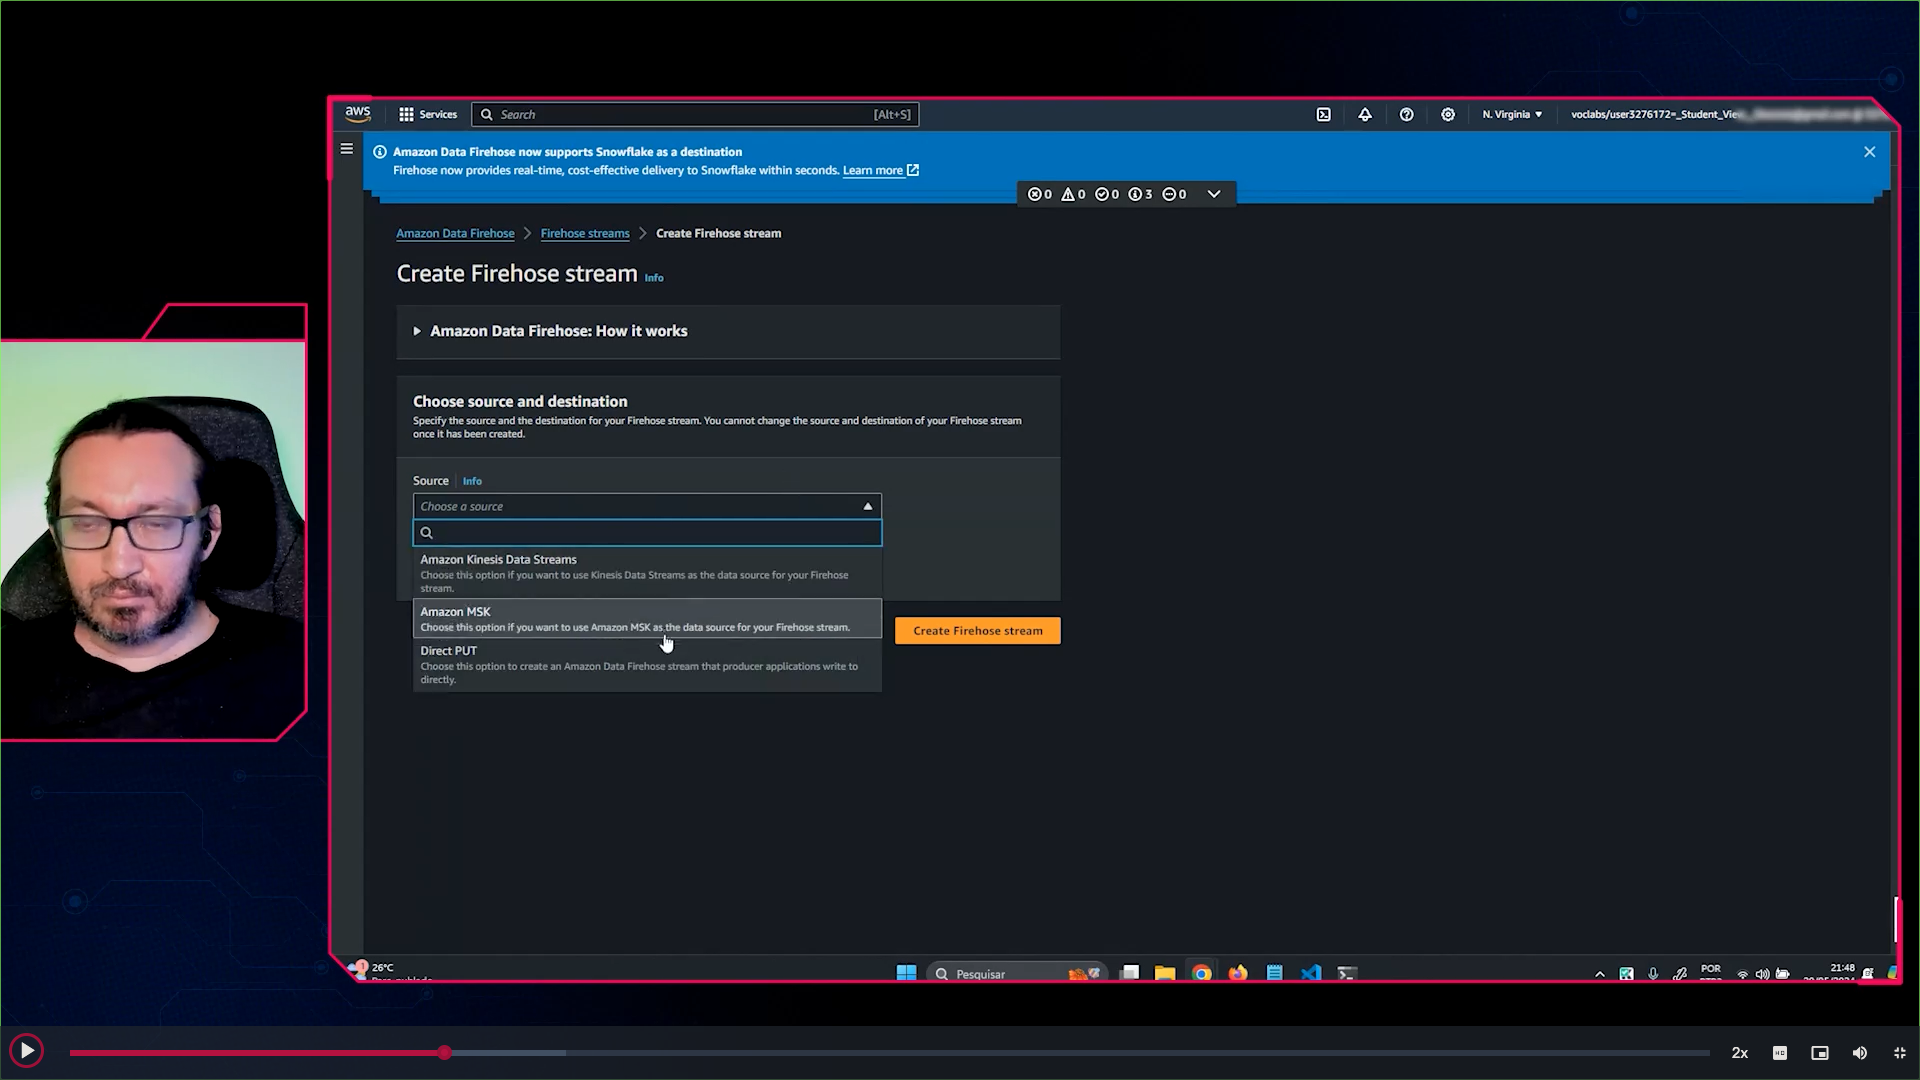 aws
Services
Search
[Alt+S]
N. Virginia
voclabs/user3276172=_Student_Vie
Amazon Data Firehose now supports Snowflake as a destination
Firehose now provides real-time, cost-effective delivery to Snowflake within seconds. Learn more
0 0 0 3 0
Amazon Data Firehose
Firehose streams
Create Firehose stream
Create Firehose stream Info
Amazon Data Firehose: How it works
Choose source and destination
Specify the source and the destination for your Firehose stream. You cannot change the source and destination of your Firehose stream
once it has been created.
Source Info
Choose a source
Amazon Kinesis Data Streams
Choose this option if you want to use Kinesis Data Streams as the data source for your Firehose
stream.
Amazon MSK
Choose this option if you want to use Amazon MSK as the data source for your Firehose stream.
Direct PUT
Choose this option to create an Amazon Data Firehose stream that producer applications write to
directly.
Create Firehose stream
1
26°C
Pesquisar
POR
21:48
2x